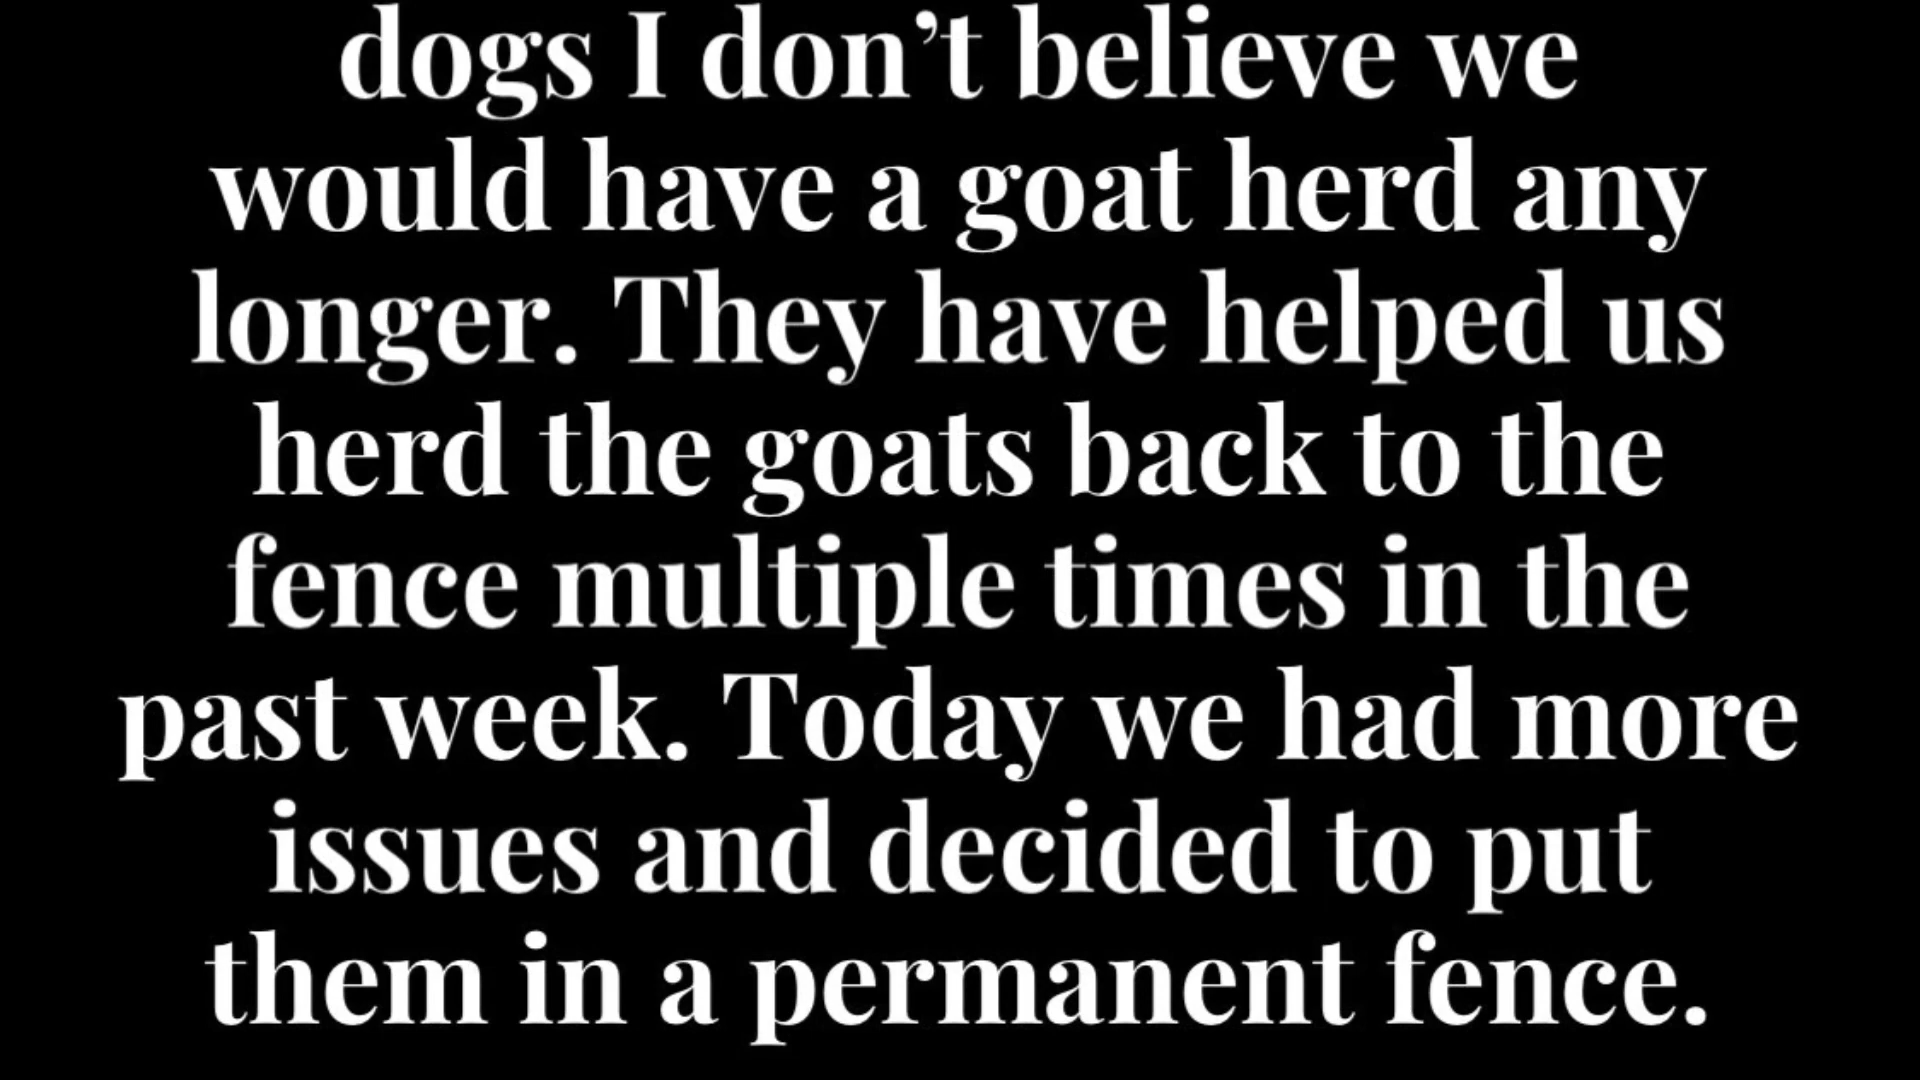 dogs I don’t believe we
would have a goat herd any
longer. They have helped us
herd the goats back to the
fence multiple times in the
past week. Today we had more
issues and decided to put
them in a permanent fence.